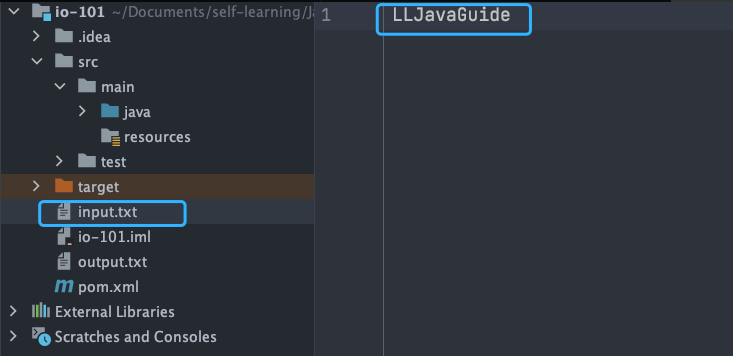 io-101 ~/Documents/self-learning/Ja
.idea
src
main
java
resources
test
target
input.txt
io-101.iml
output.txt
pom.xml
External Libraries
Scratches and Consoles
1 LLJavaGuide